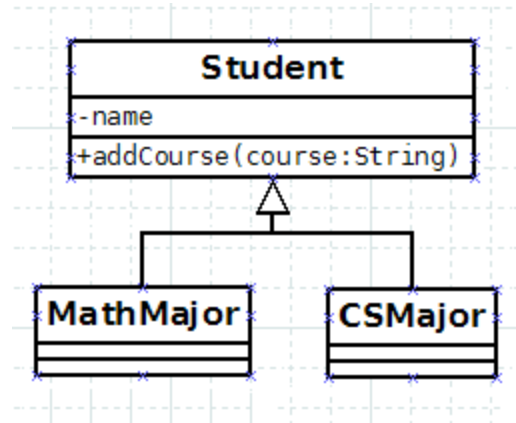 Student
-name
+addCourse(course:String)
MathMajor
CSMajor